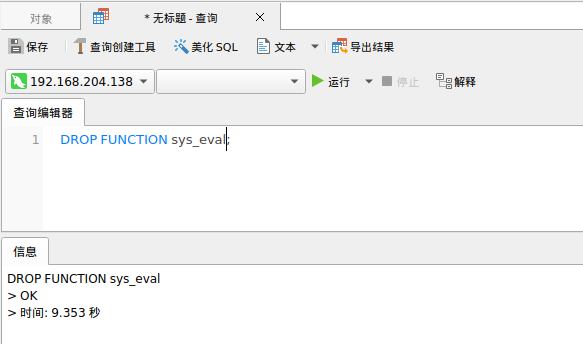 对象
* 无标题 - 查询
保存 查询创建工具 美化 SQL 文本 导出结果
192.168.204.138 运行 停止 解释
查询编辑器
1 DROP FUNCTION sys_eval;
信息
DROP FUNCTION sys_eval
> OK
> 时间: 9.353 秒